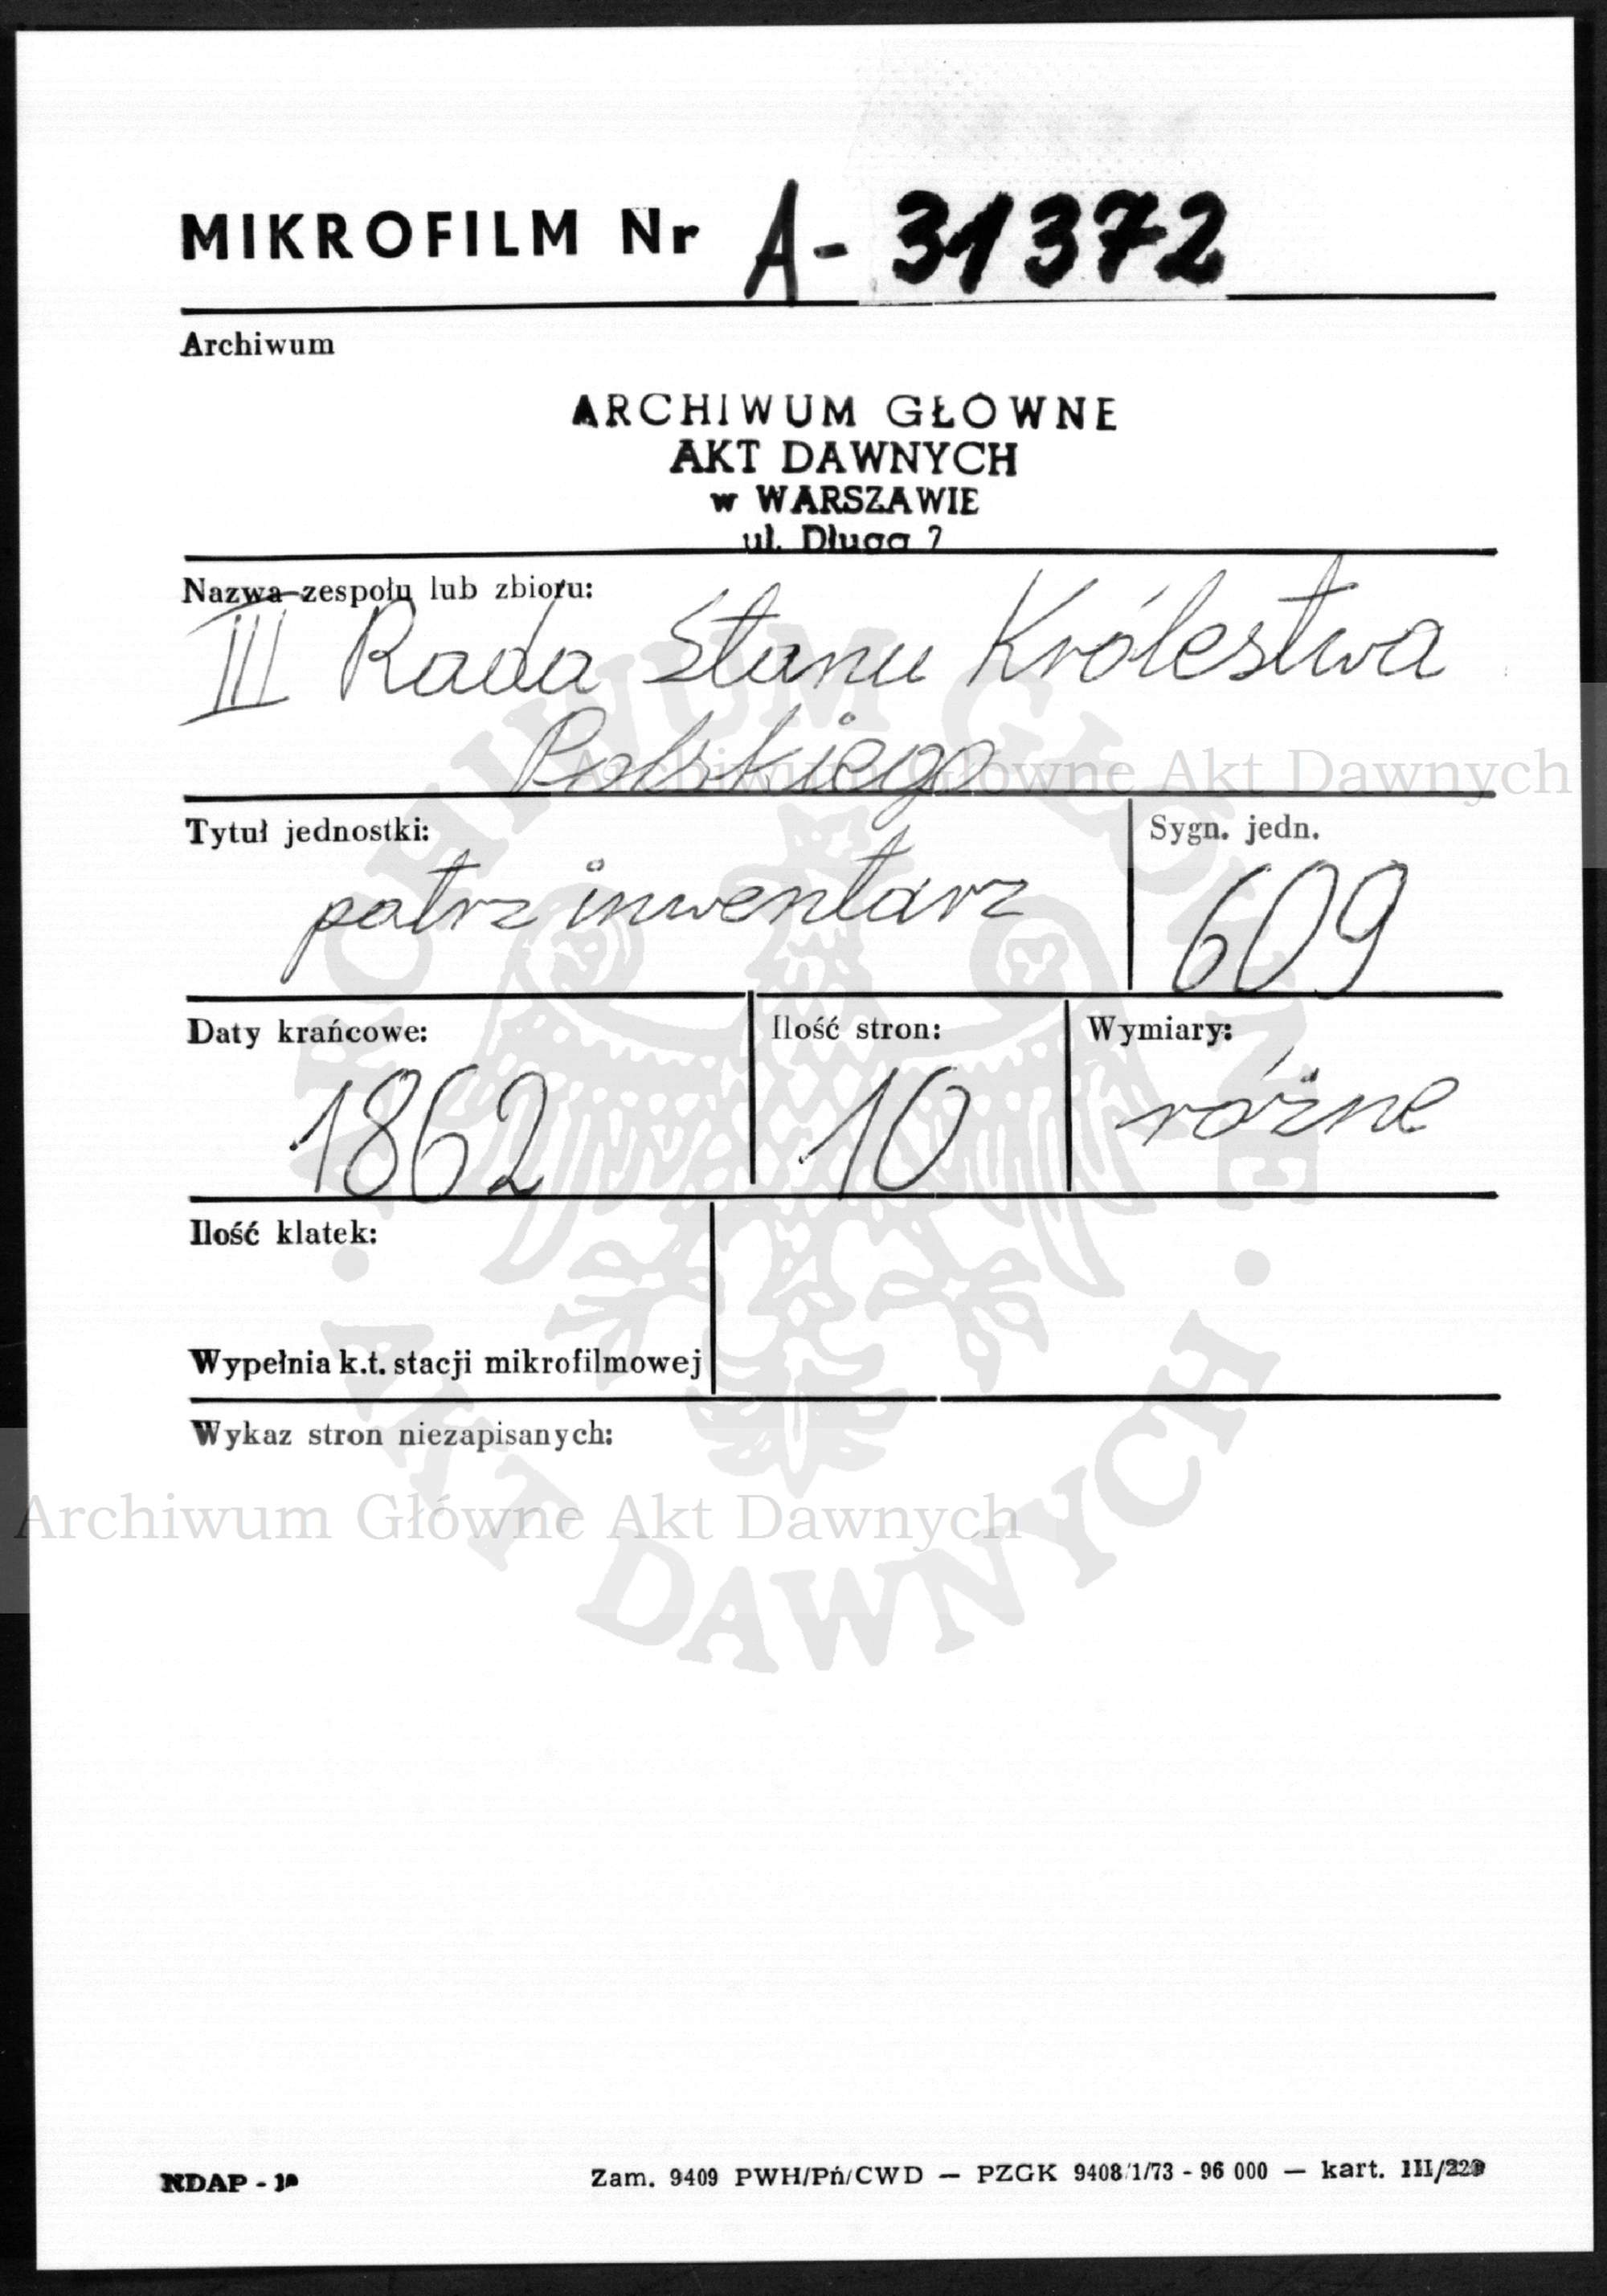 MIKROFILM Nr A- 31372
Archiwum
ARCHIWUM GŁÓWNE
AKT DAWNYCH
w WARSZAWIE
ul. Długa 7
Nazwa zespołu lub zbioru:
III Rada Stanu Królestwa
Polskiego
Archiwum Główne Akt Dawnych
Tytuł jednostki:
Sygn. jedn.
patrz inwentarz
609
Daty krańcowe:
Ilość stron:
Wymiary:
1862
10
różne
Ilość klatek:
Wypełnia k.t. stacji mikrofilmowej
Wykaz stron niezapisanych:
Archiwum Główne Akt Dawnych
ARCHIWUM GŁÓWNE
· AKT DAWNYCH ·
NDAP -
Zam. 9409 PWH/Pń/CWD — PZGK 9408/1/73 - 96 000 — kart. III/220